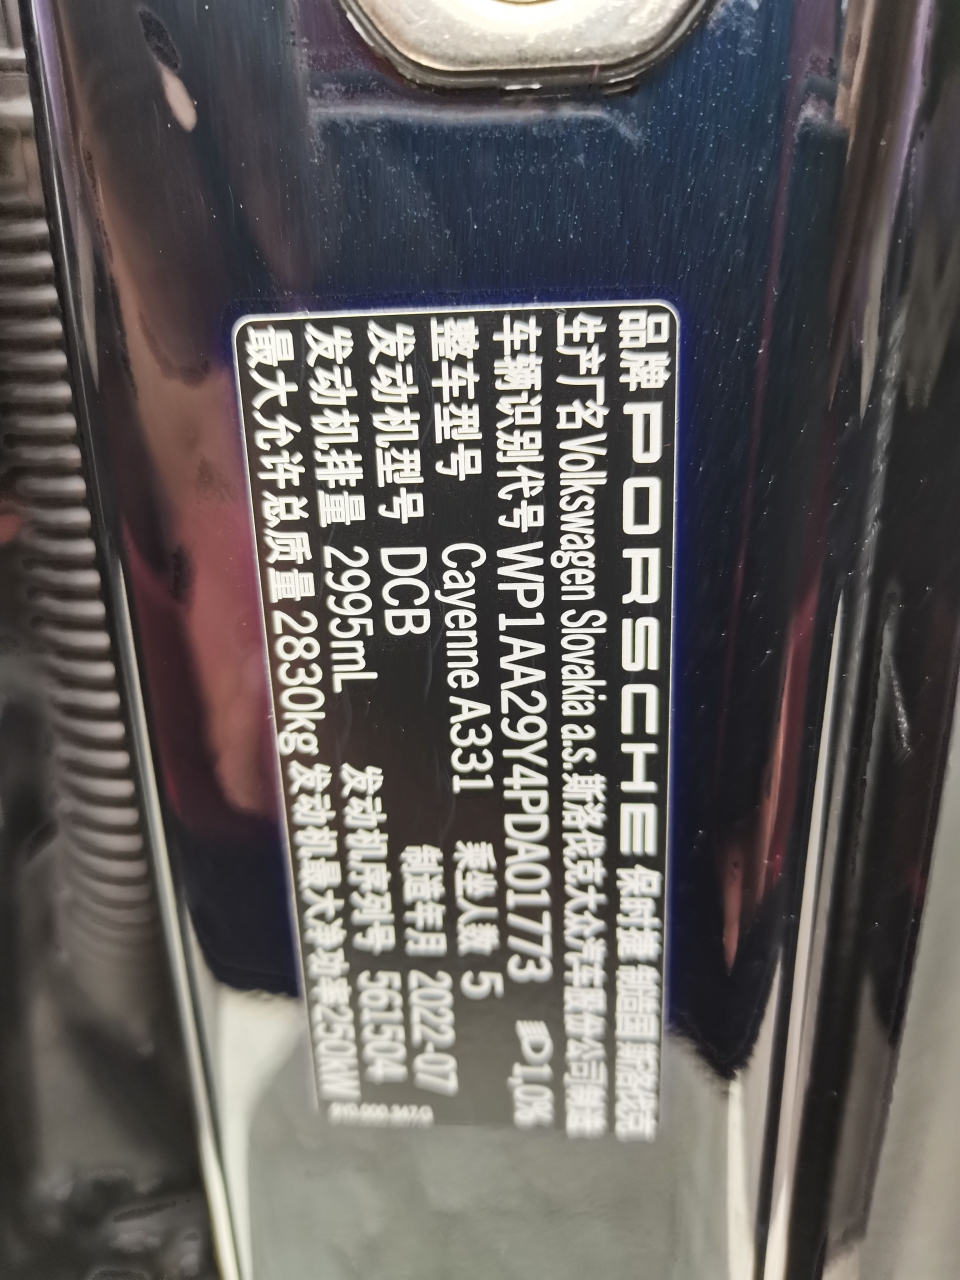 品牌 PORSCHE 保时捷 制造国 斯洛伐克
生产厂名 Volkswagen Slovakia a.s. 斯洛伐克大众汽车股份公司制造
车辆识别代号 WP1AA29Y4PDA01773 P1,0%
整车型号 Cayenne A331 乘坐人数 5
发动机型号 DCB 制造年月 2022-07
发动机排量 2995mL 发动机序列号 561504
最大允许总质量 2830kg 发动机最大净功率250kW